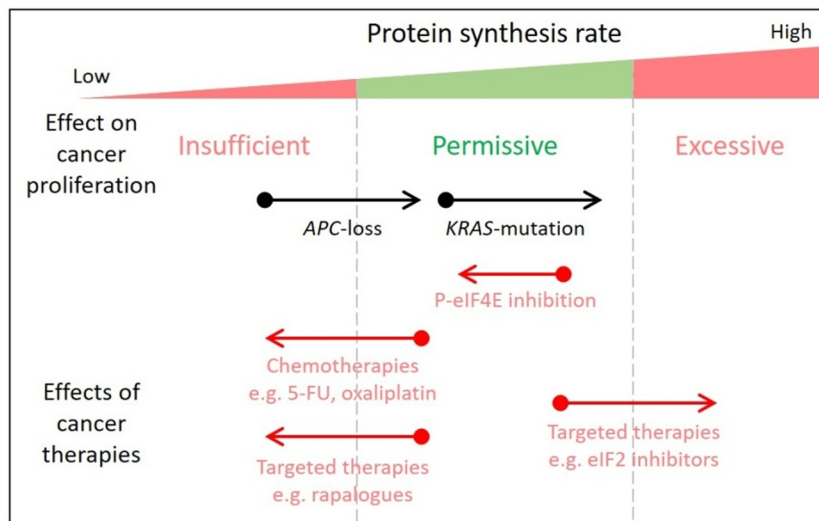 Protein synthesis rate
High
Low
Effect on
cancer
proliferation
Insufficient
Permissive
Excessive
APC-loss
KRAS-mutation
P-eIF4E inhibition
Chemotherapies
e.g. 5-FU, oxaliplatin
Effects of
cancer
therapies
Targeted therapies
e.g. rapalogues
Targeted therapies
e.g. eIF2 inhibitors